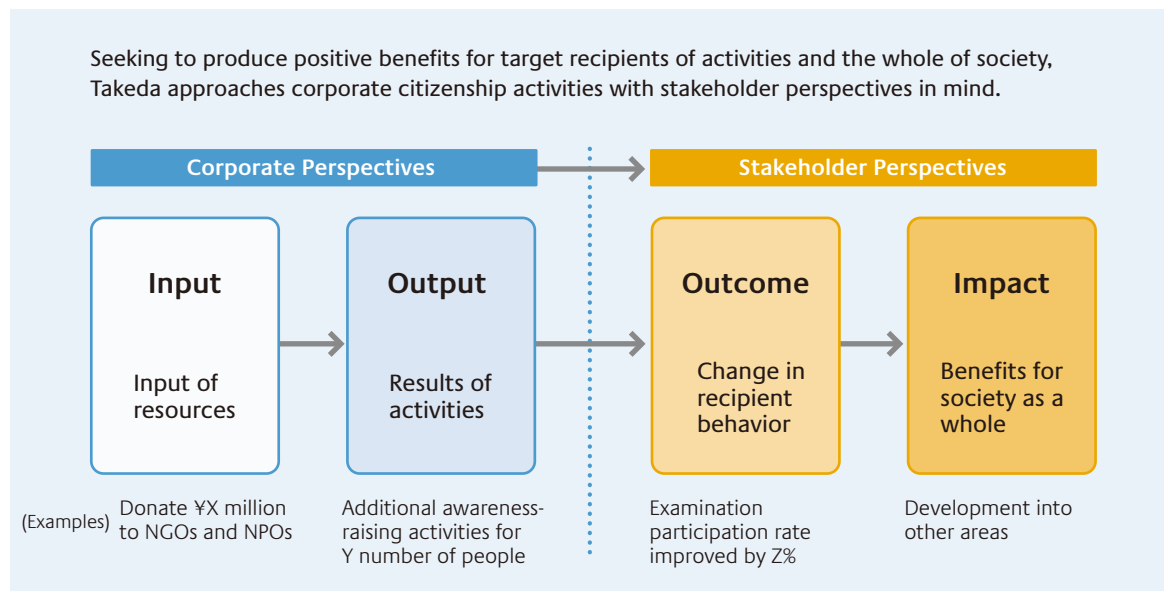 Seeking to produce positive benefits for target recipients of activities and the whole of society,
Takeda approaches corporate citizenship activities with stakeholder perspectives in mind.
Corporate Perspectives
Stakeholder Perspectives
Input
Input of
resources
Output
Results of
activities
Outcome
Change in
recipient
behavior
Impact
Benefits for
society as a
whole
(Examples)
Donate ¥X million
to NGOs and NPOs
Additional awareness-
raising activities for
Y number of people
Examination
participation rate
improved by Z%
Development into
other areas